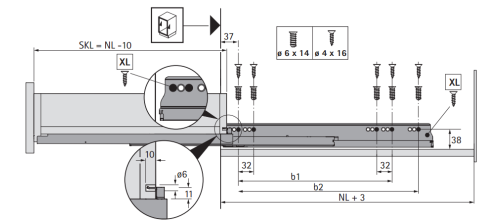 SKL = NL -10
37
ø 6 x 14
ø 4 x 16
XL
XL
38
10
ø6
11
32
32
b1
b2
NL + 3